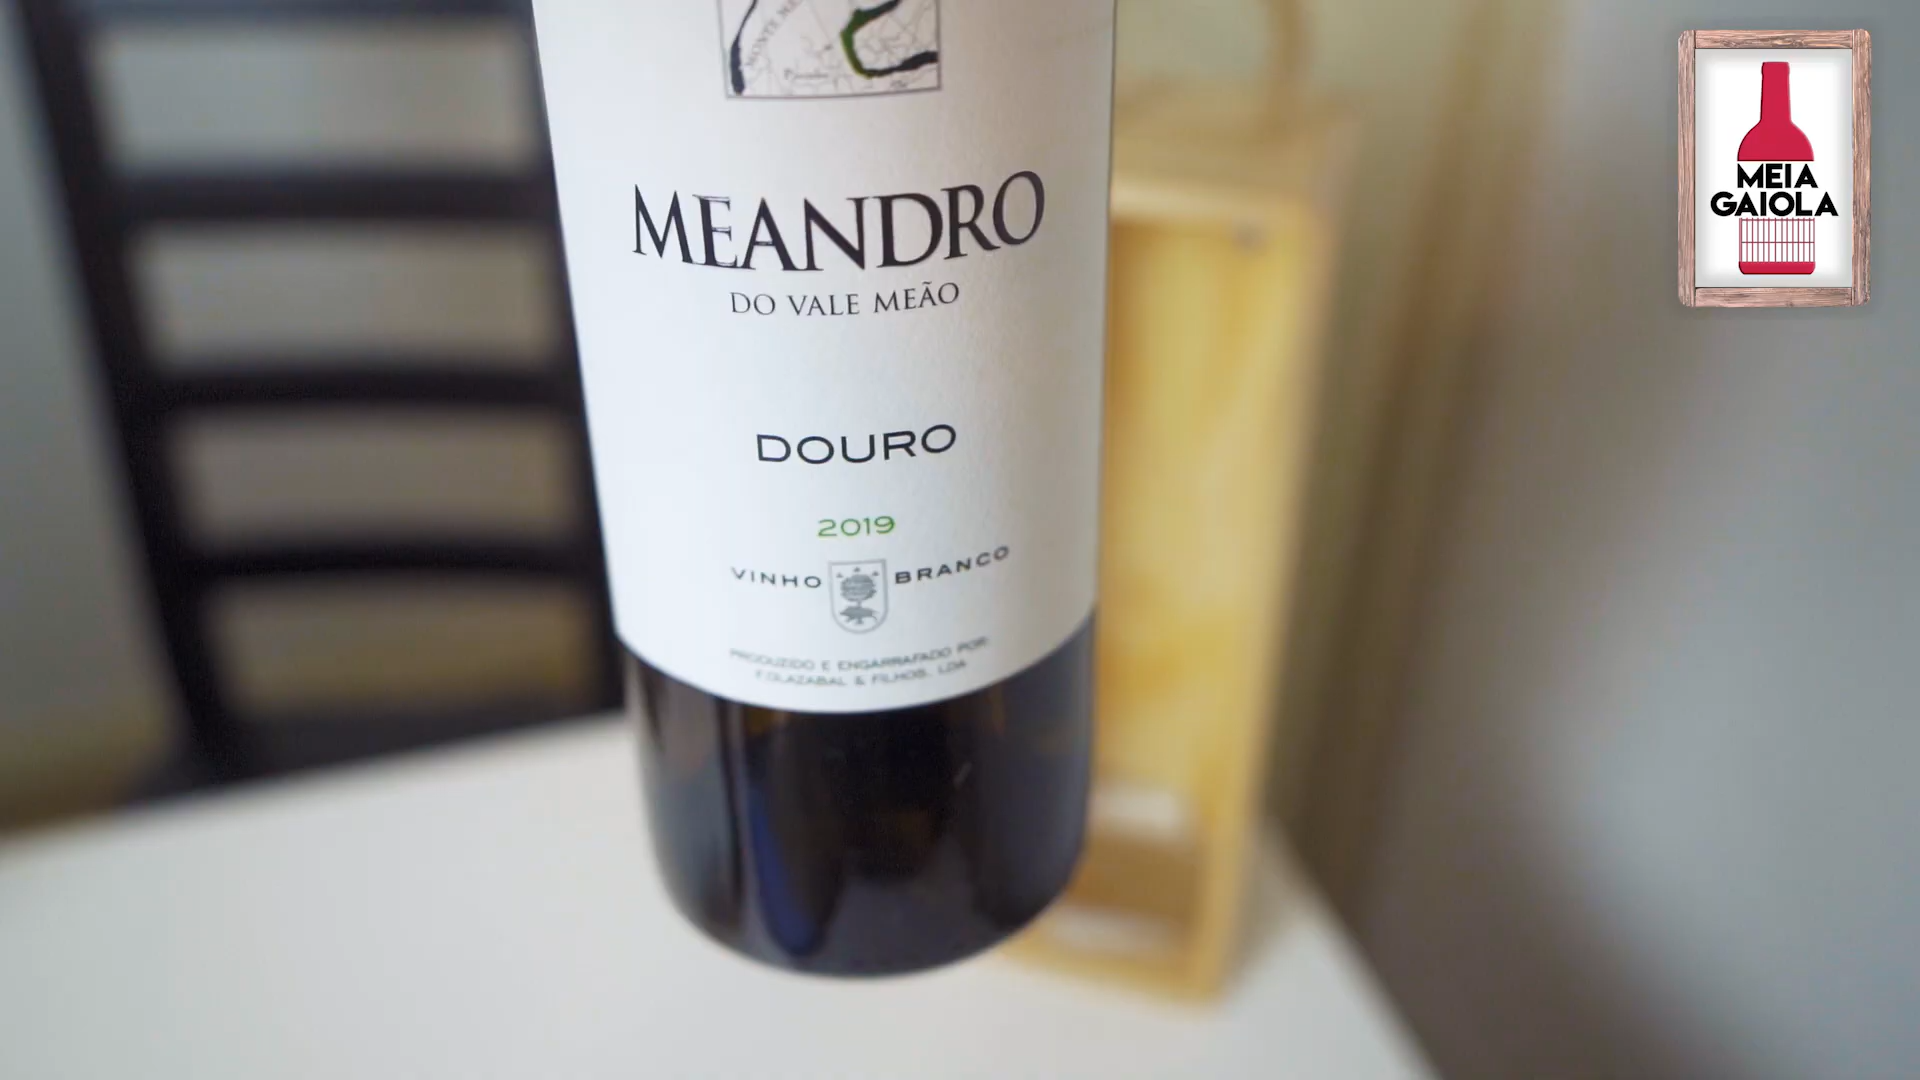 MEANDRO
DO VALE MEÃO
DOURO
2019
VINHO BRANCO
PRODUZIDO E ENGARRAFADO POR:
F. OLAZABAL & FILHOS, LDA
MEIA
GAIOLA